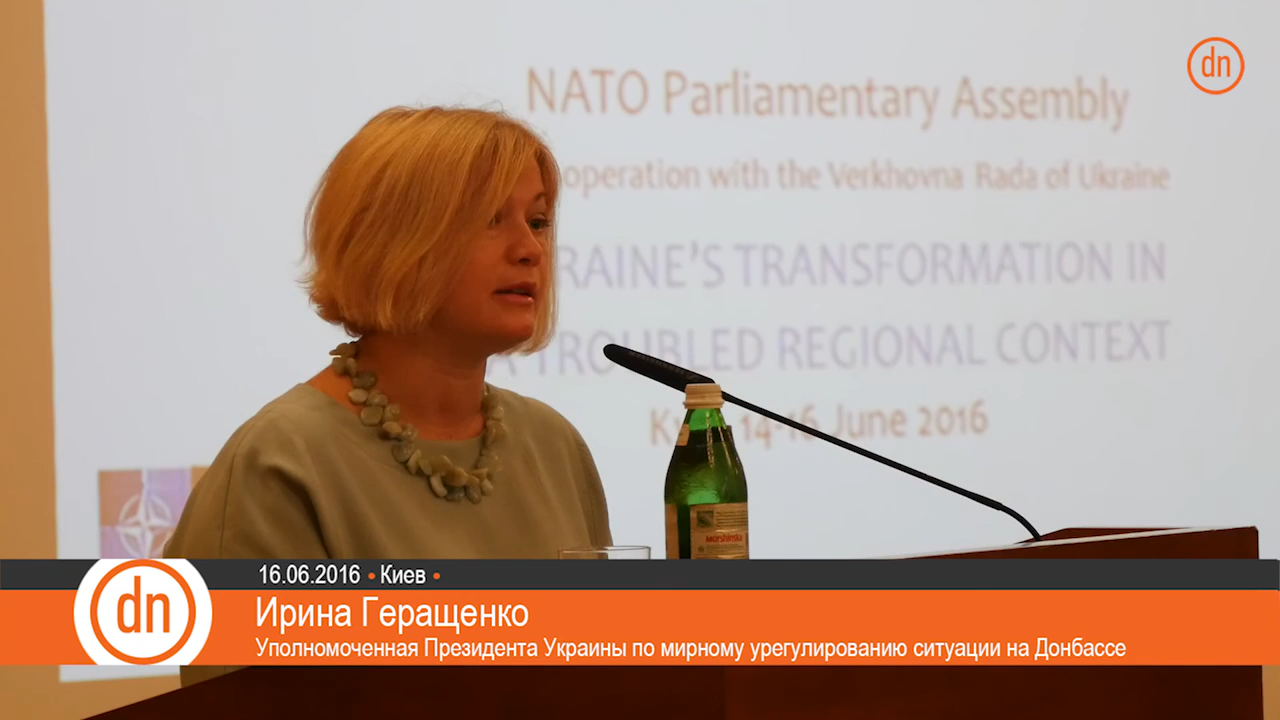 dn
NATO Parliamentary Assembly
operation with the Verkhovna Rada of Ukraine
RAINE'S TRANSFORMATION IN
A TROUBLED REGIONAL CONTEXT
14-16 June 2016
Morshinska
16.06.2016 • Киев •
dn
Ирина Геращенко
Уполномоченная Президента Украины по мирному урегулированию ситуации на Донбассе